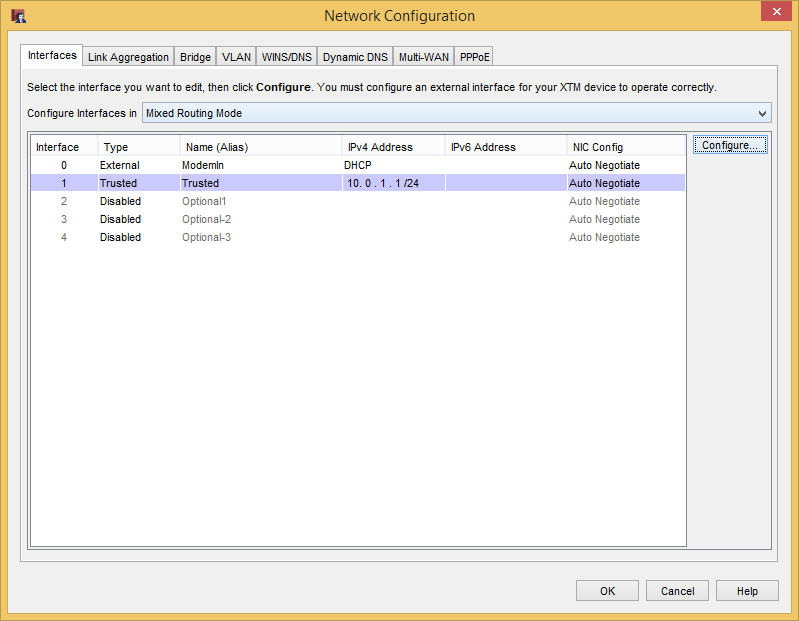 Network Configuration
Interfaces Link Aggregation Bridge VLAN WINS/DNS Dynamic DNS Multi-WAN PPPoE
Select the interface you want to edit, then click Configure. You must configure an external interface for your XTM device to operate correctly.
Configure Interfaces in Mixed Routing Mode
Interface Type Name (Alias) IPv4 Address IPv6 Address NIC Config Configure...
0 External ModemIn DHCP Auto Negotiate
1 Trusted Trusted 10. 0 . 1 . 1 /24 Auto Negotiate
2 Disabled Optional1 Auto Negotiate
3 Disabled Optional-2 Auto Negotiate
4 Disabled Optional-3 Auto Negotiate
OK Cancel Help